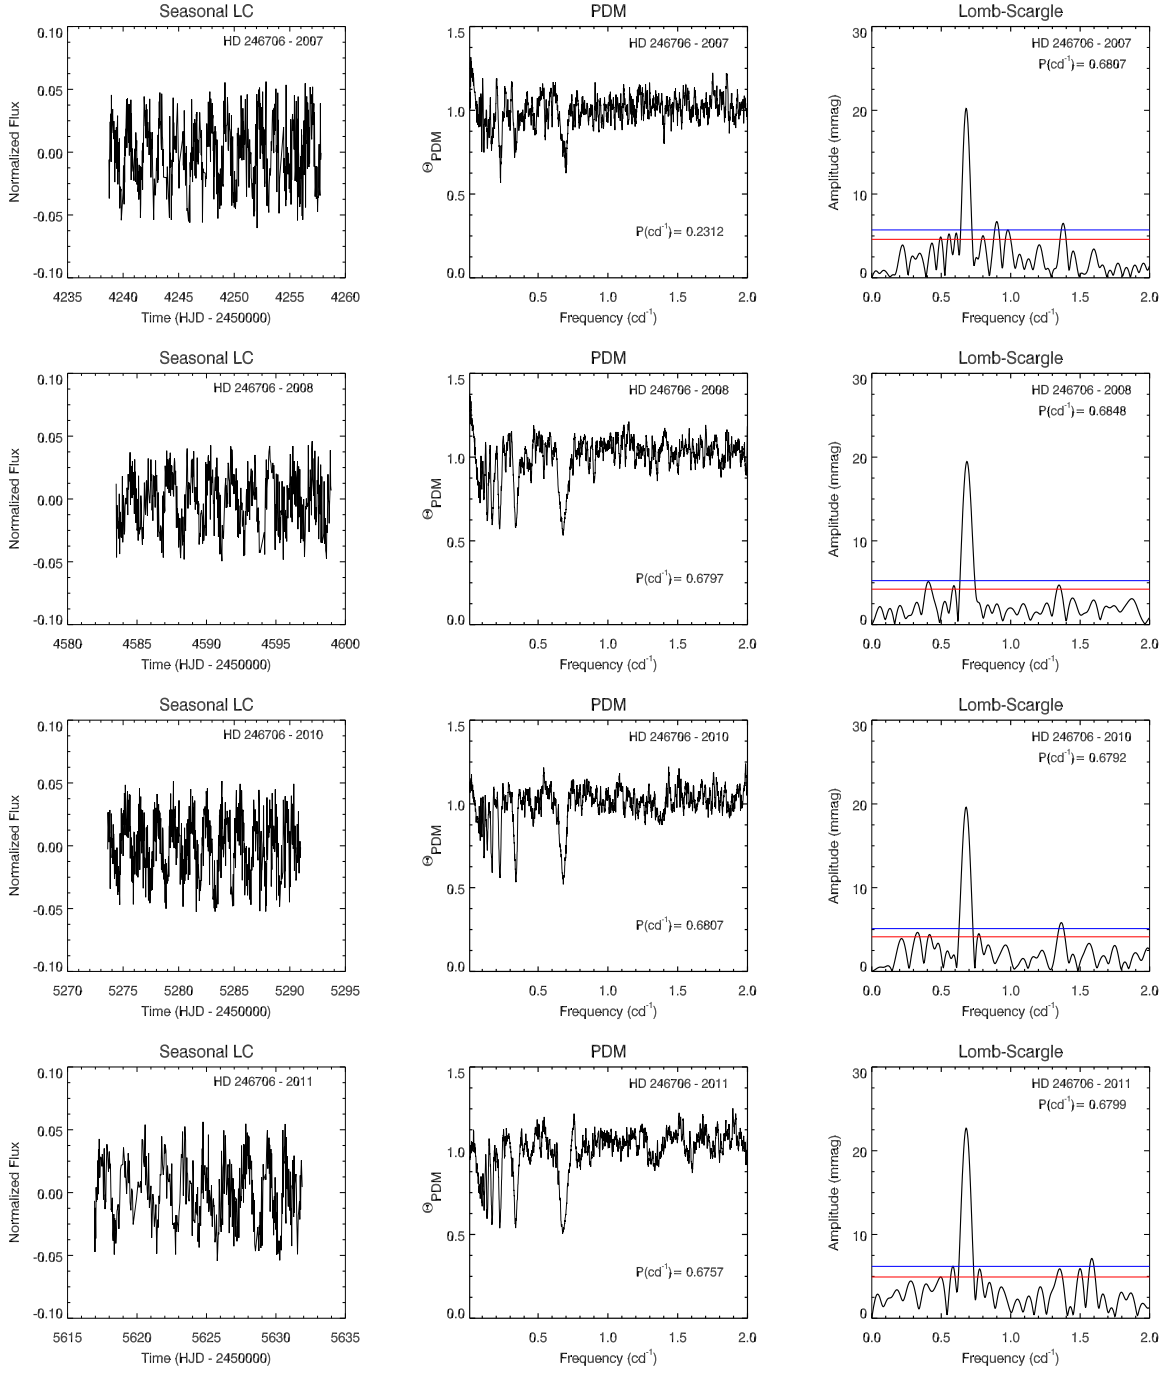 Seasonal LC PDM Lomb-Scargle
HD 246706 - 2007 HD 246706 - 2007 HD 246706 - 2007
P(cd⁻¹)= 0.6807
P(cd⁻¹)= 0.2312
Normalized Flux Θ_PDM Amplitude (mmag)
0.10 1.5 30
0.05 1.0 20
0.00 0.5 10
-0.05 0.0 0
-0.10
4235 4240 4245 4250 4255 4260 0.5 1.0 1.5 2.0 0.0 0.5 1.0 1.5 2.0
Time (HJD - 2450000) Frequency (cd⁻¹) Frequency (cd⁻¹)
Seasonal LC PDM Lomb-Scargle
HD 246706 - 2008 HD 246706 - 2008 HD 246706 - 2008
P(cd⁻¹)= 0.6848
P(cd⁻¹)= 0.6797
Normalized Flux Θ_PDM Amplitude (mmag)
0.10 1.5 30
0.05 1.0 20
0.00 0.5 10
-0.05 0.0 0
-0.10
4580 4585 4590 4595 4600 0.5 1.0 1.5 2.0 0.0 0.5 1.0 1.5 2.0
Time (HJD - 2450000) Frequency (cd⁻¹) Frequency (cd⁻¹)
Seasonal LC PDM Lomb-Scargle
HD 246706 - 2010 HD 246706 - 2010 HD 246706 - 2010
P(cd⁻¹)= 0.6792
P(cd⁻¹)= 0.6807
Normalized Flux Θ_PDM Amplitude (mmag)
0.10 1.5 30
0.05 1.0 20
0.00 0.5 10
-0.05 0.0 0
-0.10
5270 5275 5280 5285 5290 5295 0.5 1.0 1.5 2.0 0.0 0.5 1.0 1.5 2.0
Time (HJD - 2450000) Frequency (cd⁻¹) Frequency (cd⁻¹)
Seasonal LC PDM Lomb-Scargle
HD 246706 - 2011 HD 246706 - 2011 HD 246706 - 2011
P(cd⁻¹)= 0.6799
P(cd⁻¹)= 0.6757
Normalized Flux Θ_PDM Amplitude (mmag)
0.10 1.5 30
0.05 1.0 20
0.00 0.5 10
-0.05 0.0 0
-0.10
5615 5620 5625 5630 5635 0.5 1.0 1.5 2.0 0.0 0.5 1.0 1.5 2.0
Time (HJD - 2450000) Frequency (cd⁻¹) Frequency (cd⁻¹)